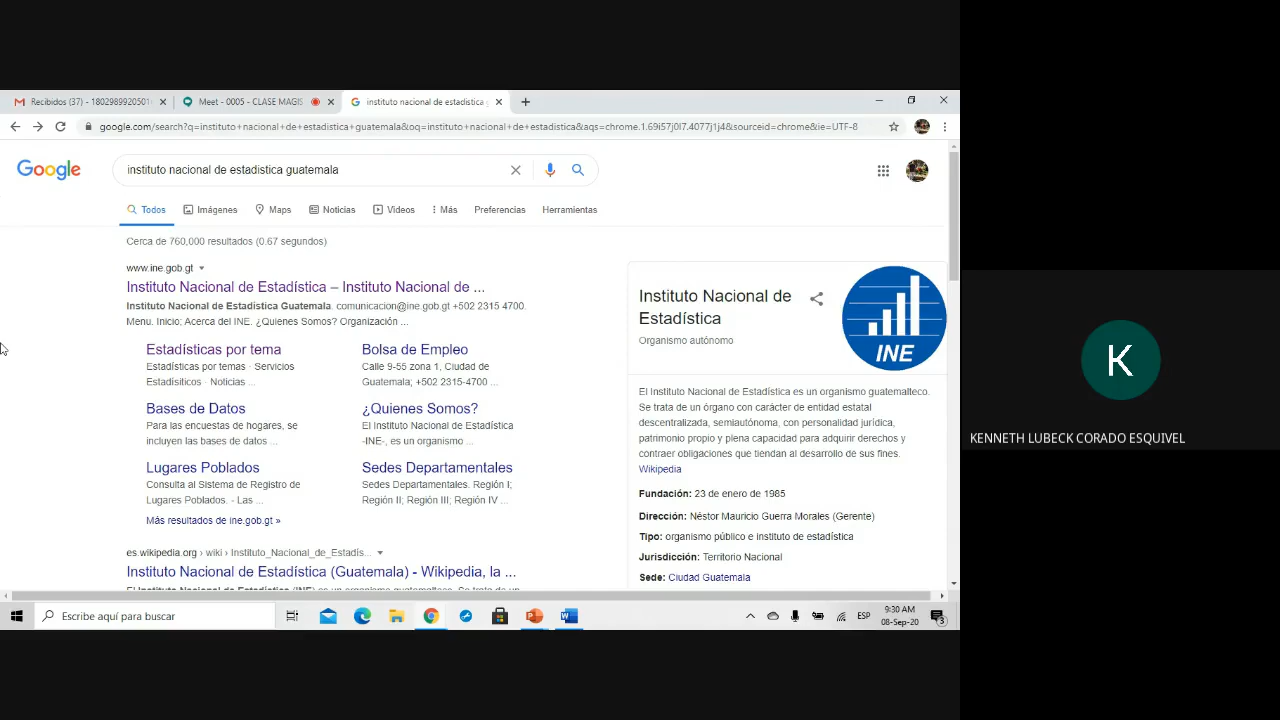 Recibidos (37) - 1802989920501
Meet - 0005 - CLASE MAGIS
instituto nacional de estadistica g
google.com/search?q=instituto+nacional+de+estadistica+guatemala&oq=instituto+nacional+de+estadistica&aqs=chrome.1.69i57j0l7.4077j1j4&sourceid=chrome&ie=UTF-8
Google
instituto nacional de estadistica guatemala
Todos
Imágenes
Maps
Noticias
Videos
Más
Preferencias
Herramientas
Cerca de 760,000 resultados (0.67 segundos)
www.ine.gob.gt
Instituto Nacional de Estadística – Instituto Nacional de ...
Instituto Nacional de Estadística Guatemala. comunicacion@ine.gob.gt +502 2315 4700.
Menu. Inicio; Acerca del INE. ¿Quienes Somos? Organización ...
Estadísticas por tema
Estadísticas por temas · Servicios
Estadísiticos · Noticias ...
Bolsa de Empleo
Calle 9-55 zona 1, Ciudad de
Guatemala; +502 2315-4700 ...
Bases de Datos
Para las encuestas de hogares, se
incluyen las bases de datos ...
¿Quienes Somos?
El Instituto Nacional de Estadística
-INE-, es un organismo ...
Lugares Poblados
Consulta al Sistema de Registro de
Lugares Poblados. - Las ...
Sedes Departamentales
Sedes Departamentales. Región I;
Región II; Región III; Región IV ...
Más resultados de ine.gob.gt »
es.wikipedia.org › wiki › Instituto_Nacional_de_Estadís...
Instituto Nacional de Estadística (Guatemala) - Wikipedia, la ...
Instituto Nacional de
Estadística
Organismo autónomo
INE
El Instituto Nacional de Estadística es un organismo guatemalteco.
Se trata de un órgano con carácter de entidad estatal
descentralizada, semiautónoma, con personalidad jurídica,
patrimonio propio y plena capacidad para adquirir derechos y
contraer obligaciones que tiendan al desarrollo de sus fines.
Wikipedia
Fundación: 23 de enero de 1985
Dirección: Néstor Mauricio Guerra Morales (Gerente)
Tipo: organismo público e instituto de estadística
Jurisdicción: Territorio Nacional
Sede: Ciudad Guatemala
Escribe aquí para buscar
ESP
9:30 AM
08-Sep-20
3
K
KENNETH LUBECK CORADO ESQUIVEL